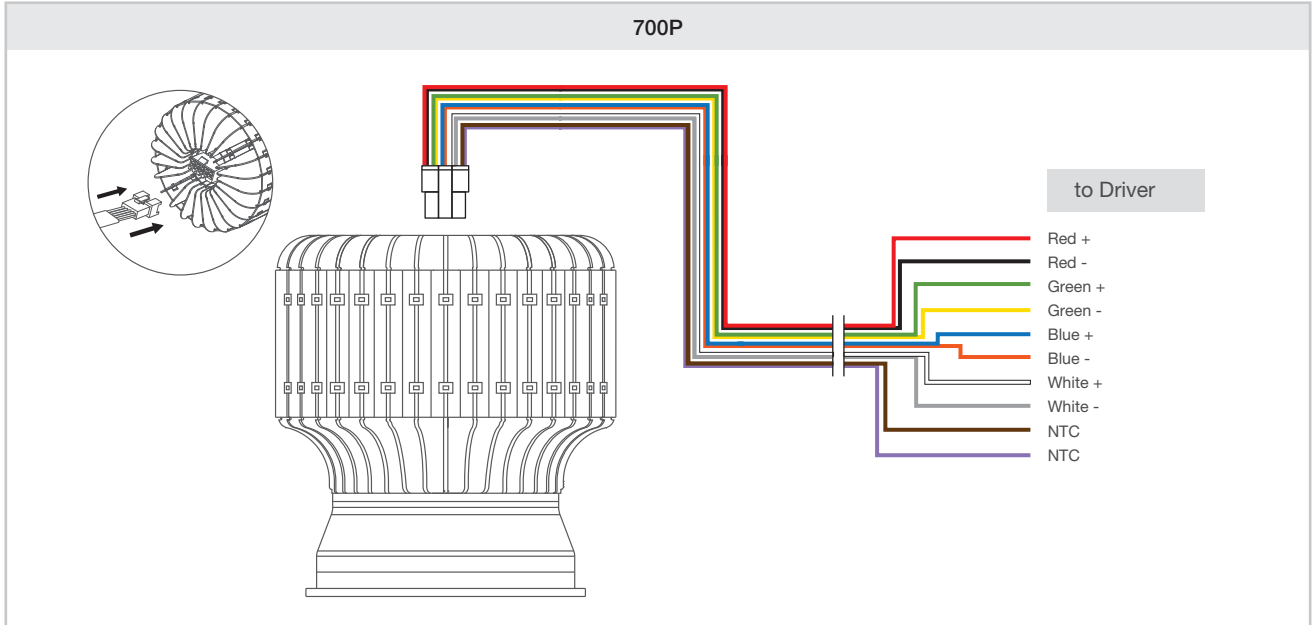 700P
to Driver
Red +
Red -
Green +
Green -
Blue +
Blue -
White +
White -
NTC
NTC